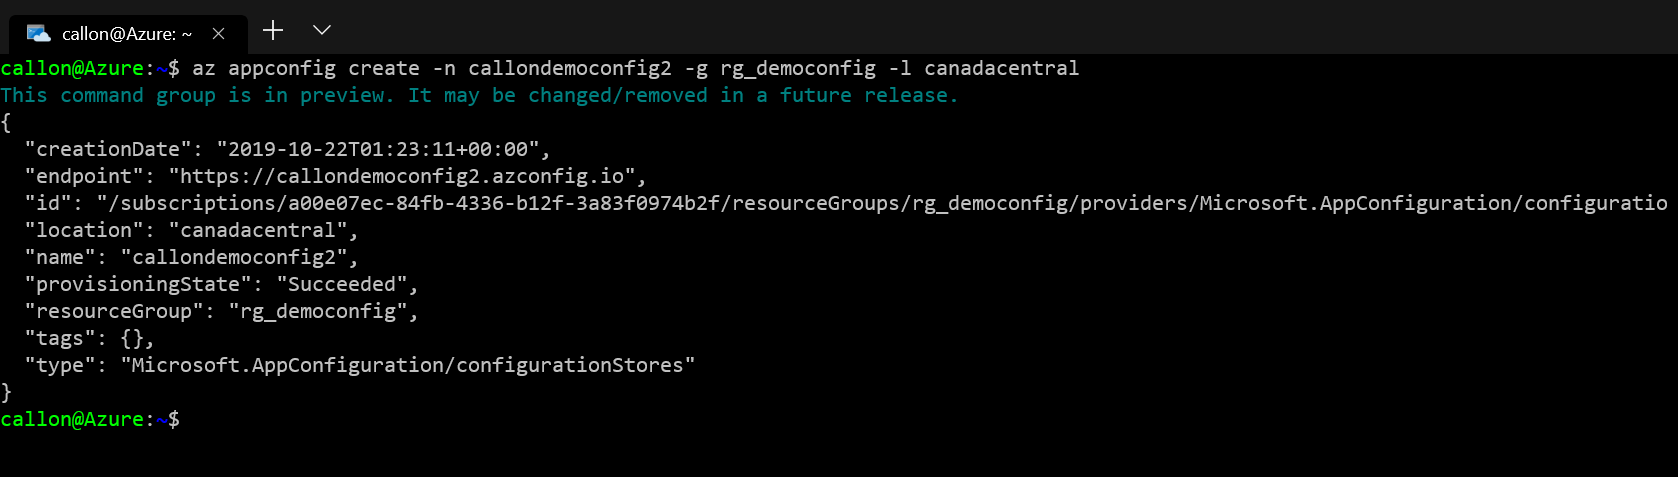 callon@Azure: ~
callon@Azure:~$ az appconfig create -n callondemoconfig2 -g rg_democonfig -l canadacentral
This command group is in preview. It may be changed/removed in a future release.
{
  "creationDate": "2019-10-22T01:23:11+00:00",
  "endpoint": "https://callondemoconfig2.azconfig.io",
  "id": "/subscriptions/a00e07ec-84fb-4336-b12f-3a83f0974b2f/resourceGroups/rg_democonfig/providers/Microsoft.AppConfiguration/configuratio
  "location": "canadacentral",
  "name": "callondemoconfig2",
  "provisioningState": "Succeeded",
  "resourceGroup": "rg_democonfig",
  "tags": {},
  "type": "Microsoft.AppConfiguration/configurationStores"
}
callon@Azure:~$